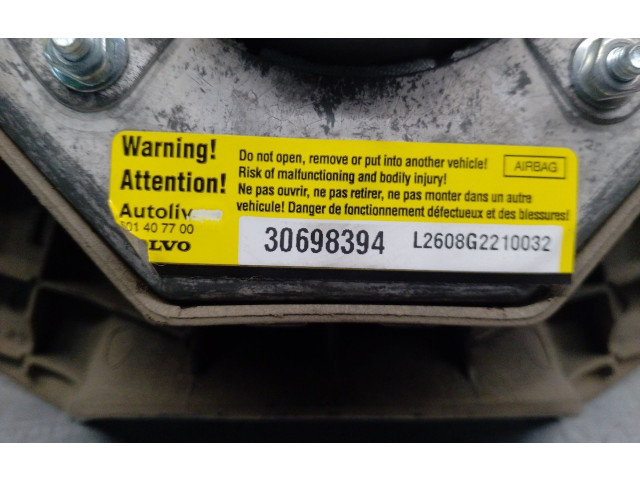 Warning!
Attention!
Do not open, remove or put into another vehicle!
Risk of malfunctioning and bodily injury!
Ne pas ouvrir, ne pas retirer, ne pas monter dans un autre
vehicule! Danger de fonctionnement défectueux et des blessures!
AIRBAG
Autoliv
01 40 77 00
LVO
30698394
L2608G2210032